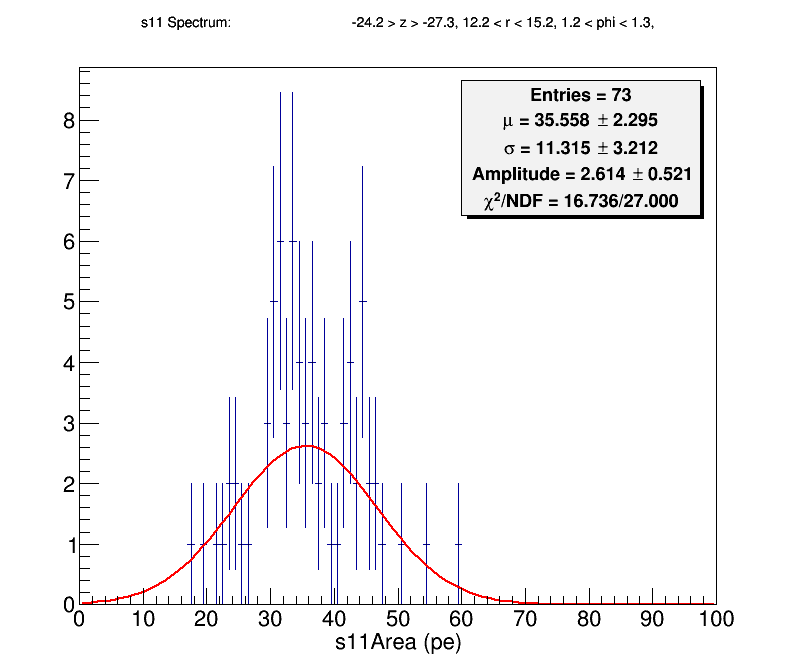 s11 Spectrum: -24.2 > z > -27.3, 12.2 < r < 15.2, 1.2 < phi < 1.3,
Entries = 73
μ = 35.558 ± 2.295
σ = 11.315 ± 3.212
Amplitude = 2.614 ± 0.521
χ²/NDF = 16.736/27.000
8
7
6
5
4
3
2
1
0
0 10 20 30 40 50 60 70 80 90 100
s11Area (pe)